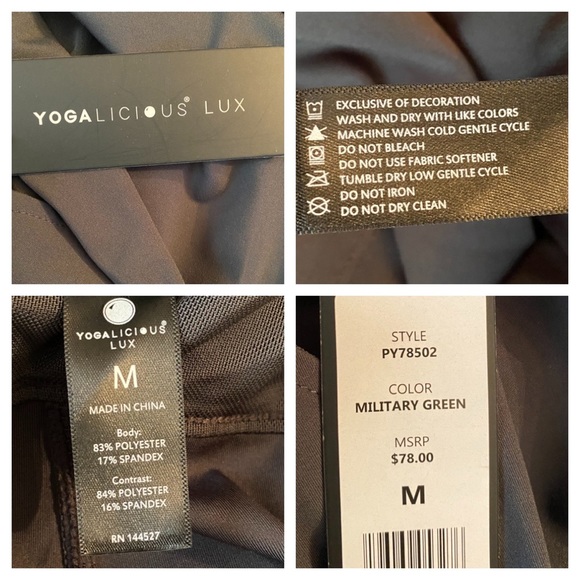 YOGALICIOUS® LUX
EXCLUSIVE OF DECORATION
WASH AND DRY WITH LIKE COLORS
MACHINE WASH COLD GENTLE CYCLE
DO NOT BLEACH
DO NOT USE FABRIC SOFTENER
TUMBLE DRY LOW GENTLE CYCLE
DO NOT IRON
DO NOT DRY CLEAN
YOGALICIOUS®
LUX
M
MADE IN CHINA
Body:
83% POLYESTER
17% SPANDEX
Contrast:
84% POLYESTER
16% SPANDEX
RN 144527
STYLE
PY78502
COLOR
MILITARY GREEN
MSRP
$78.00
M